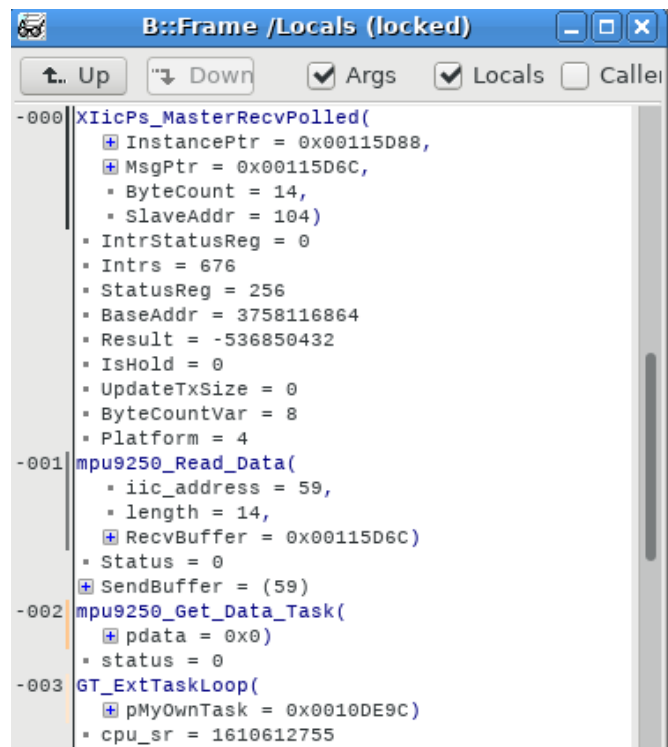 B::Frame /Locals (locked)
t.. Up Down Args Locals Caller
-000 XIicPs_MasterRecvPolled(
InstancePtr = 0x00115D88,
MsgPtr = 0x00115D6C,
ByteCount = 14,
SlaveAddr = 104)
IntrStatusReg = 0
Intrs = 676
StatusReg = 256
BaseAddr = 3758116864
Result = -536850432
IsHold = 0
UpdateTxSize = 0
ByteCountVar = 8
Platform = 4
-001 mpu9250_Read_Data(
iic_address = 59,
length = 14,
RecvBuffer = 0x00115D6C)
Status = 0
SendBuffer = (59)
-002 mpu9250_Get_Data_Task(
pdata = 0x0)
status = 0
-003 GT_ExtTaskLoop(
pMyOwnTask = 0x0010DE9C)
cpu_sr = 1610612755